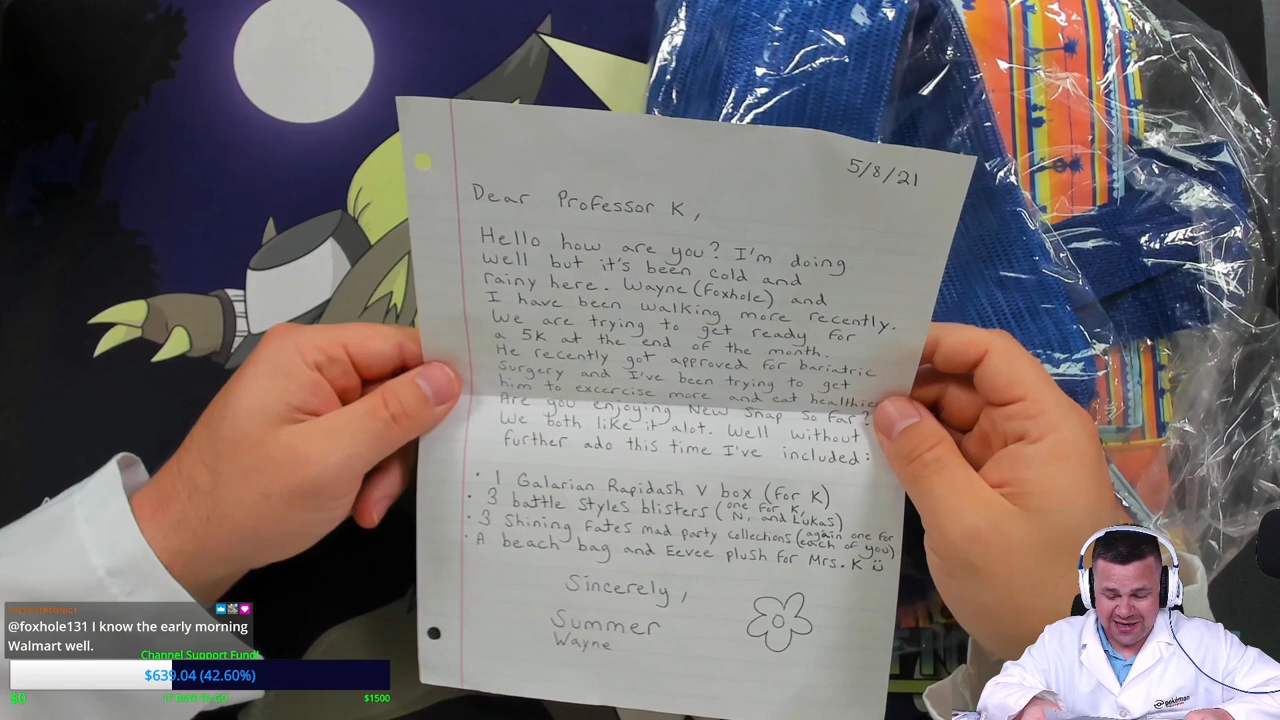 5/8/21
Dear Professor K,
Hello how are you? I'm doing
well but it's been cold and
rainy here. Wayne (Foxhole) and
I have been walking more recently.
We are trying to get ready for
a 5K at the end of the month.
He recently got approved for bariatric
surgery and I've been trying to get
him to excercise more and eat healthier
Are you enjoying New Snap so far?
We both like it alot. Well without
further ado this time I've included:
• 1 Galarian Rapidash V box (for K)
• 3 battle styles blisters (one for K,
N, and Lukas)
• 3 Shining Fates mad party collections (again one for
each of you)
• A beach bag and Eevee plush for Mrs. K
Sincerely,
Summer
Wayne
@foxhole131 I know the early morning
Walmart well.
Channel Support Fund!
$639.04 (42.60%)
$0
$1500
pokémon